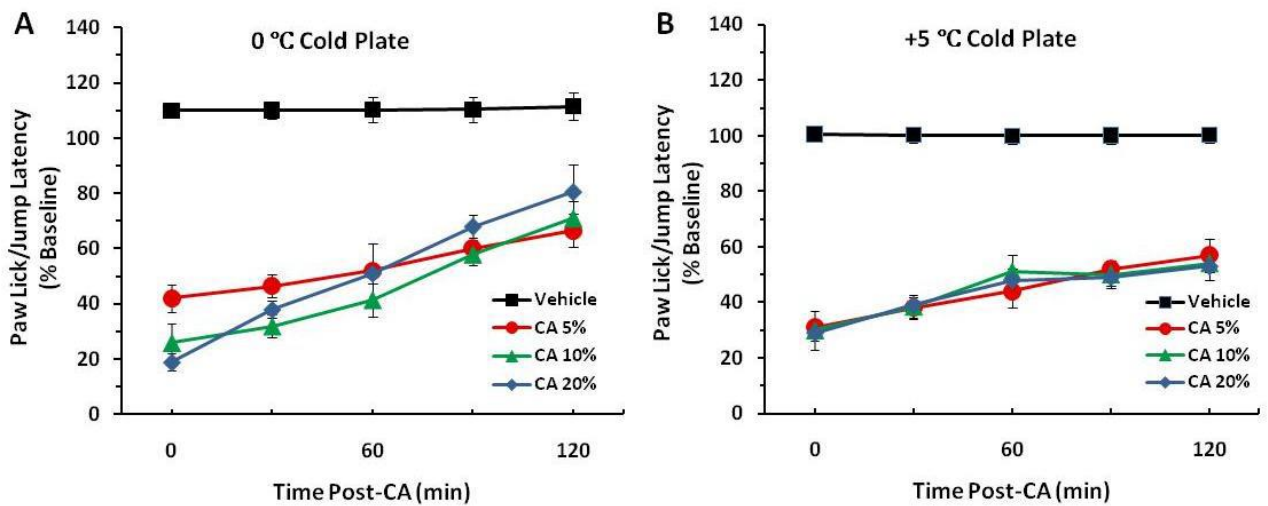 A
0 °C Cold Plate
Paw Lick/Jump Latency
(% Baseline)
140
120
100
80
60
40
20
0
Vehicle
CA 5%
CA 10%
CA 20%
0
60
120
Time Post-CA (min)
B
+5 °C Cold Plate
Paw Lick/Jump Latency
(% Baseline)
140
120
100
80
60
40
20
0
Vehicle
CA 5%
CA 10%
CA 20%
0
60
120
Time Post-CA (min)